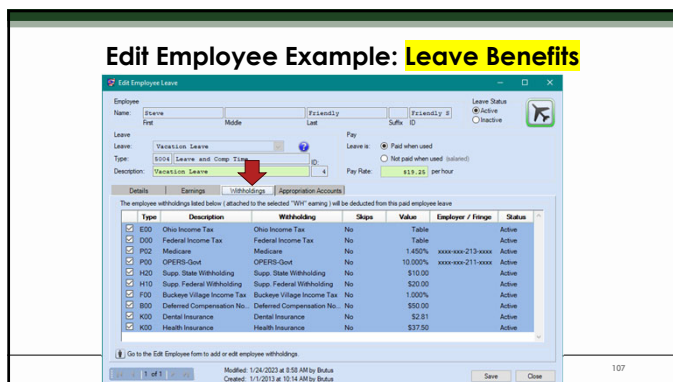 Edit Employee Example: Leave Benefits
Edit Employee Leave
Employee
Name: Steve Friendly Friendly S
First Middle Last Suffix ID
Leave Status
Active
Inactive
Leave
Leave: Vacation Leave ?
Type: S004 Leave and Comp Time
ID:
Description: Vacation Leave 4
Pay
Leave is: Paid when used
Not paid when used (salaried)
Pay Rate: $19.25 per hour
Details Earnings Withholdings Appropriation Accounts
The employee withholdings listed below (attached to the selected "WH" earning) will be deducted from this paid employee leave
Type Description Withholding Skips Value Employer / Fringe Status
E00 Ohio Income Tax Ohio Income Tax No Table Active
D00 Federal Income Tax Federal Income Tax No Table Active
P02 Medicare Medicare No 1.450% xxxx-xxx-213-xxxx Active
P00 OPERS-Govt OPERS-Govt No 10.000% xxxx-xxx-211-xxxx Active
H20 Supp. State Withholding Supp. State Withholding No $10.00 Active
H10 Supp. Federal Withholding Supp. Federal Withholding No $20.00 Active
F00 Buckeye Village Income Tax Buckeye Village Income Tax No 1.000% Active
B00 Deferred Compensation No... Deferred Compensation No... No $50.00 Active
K00 Dental Insurance Dental Insurance No $2.81 Active
K00 Health Insurance Health Insurance No $37.50 Active
Go to the Edit Employee form to add or edit employee withholdings.
1 of 1
Modified: 1/24/2023 at 8:58 AM by Brutus
Created: 1/1/2013 at 10:14 AM by Brutus
Save Close
107